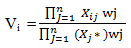 Vᵢ = ∏ⁿⱼ₌₁ Xᵢⱼ wj / ∏ⁿⱼ₌₁ (Xⱼ*) wj